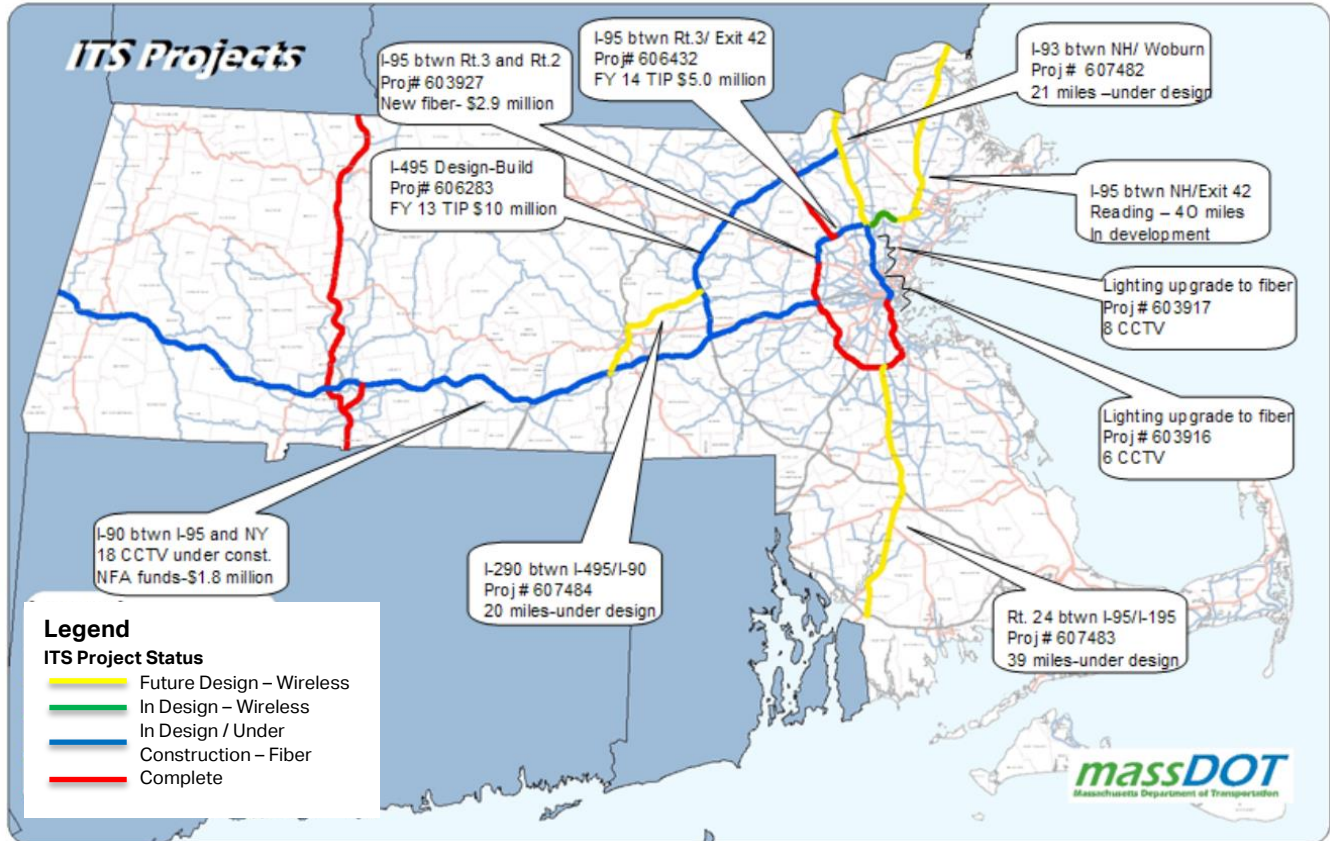 ITS Projects
I-95 btwn Rt.3 and Rt.2
Proj# 603927
New fiber- $2.9 million
I-95 btwn Rt.3/ Exit 42
Proj# 606432
FY 14 TIP $5.0 million
I-93 btwn NH/ Woburn
Proj # 607482
21 miles –under design
I-495 Design-Build
Proj# 606283
FY 13 TIP $10 million
I-95 btwn NH/Exit 42
Reading – 40 miles
In development
Lighting upgrade to fiber
Proj # 603917
8 CCTV
Lighting upgrade to fiber
Proj # 603916
6 CCTV
I-90 btwn I-95 and NY
18 CCTV under const.
NFA funds-$1.8 million
I-290 btwn I-495/I-90
Proj # 607484
20 miles-under design
Rt. 24 btwn I-95/I-195
Proj # 607483
39 miles-under design
Legend
ITS Project Status
Future Design – Wireless
In Design – Wireless
In Design / Under
Construction – Fiber
Complete
massDOT
Massachusetts Department of Transportation